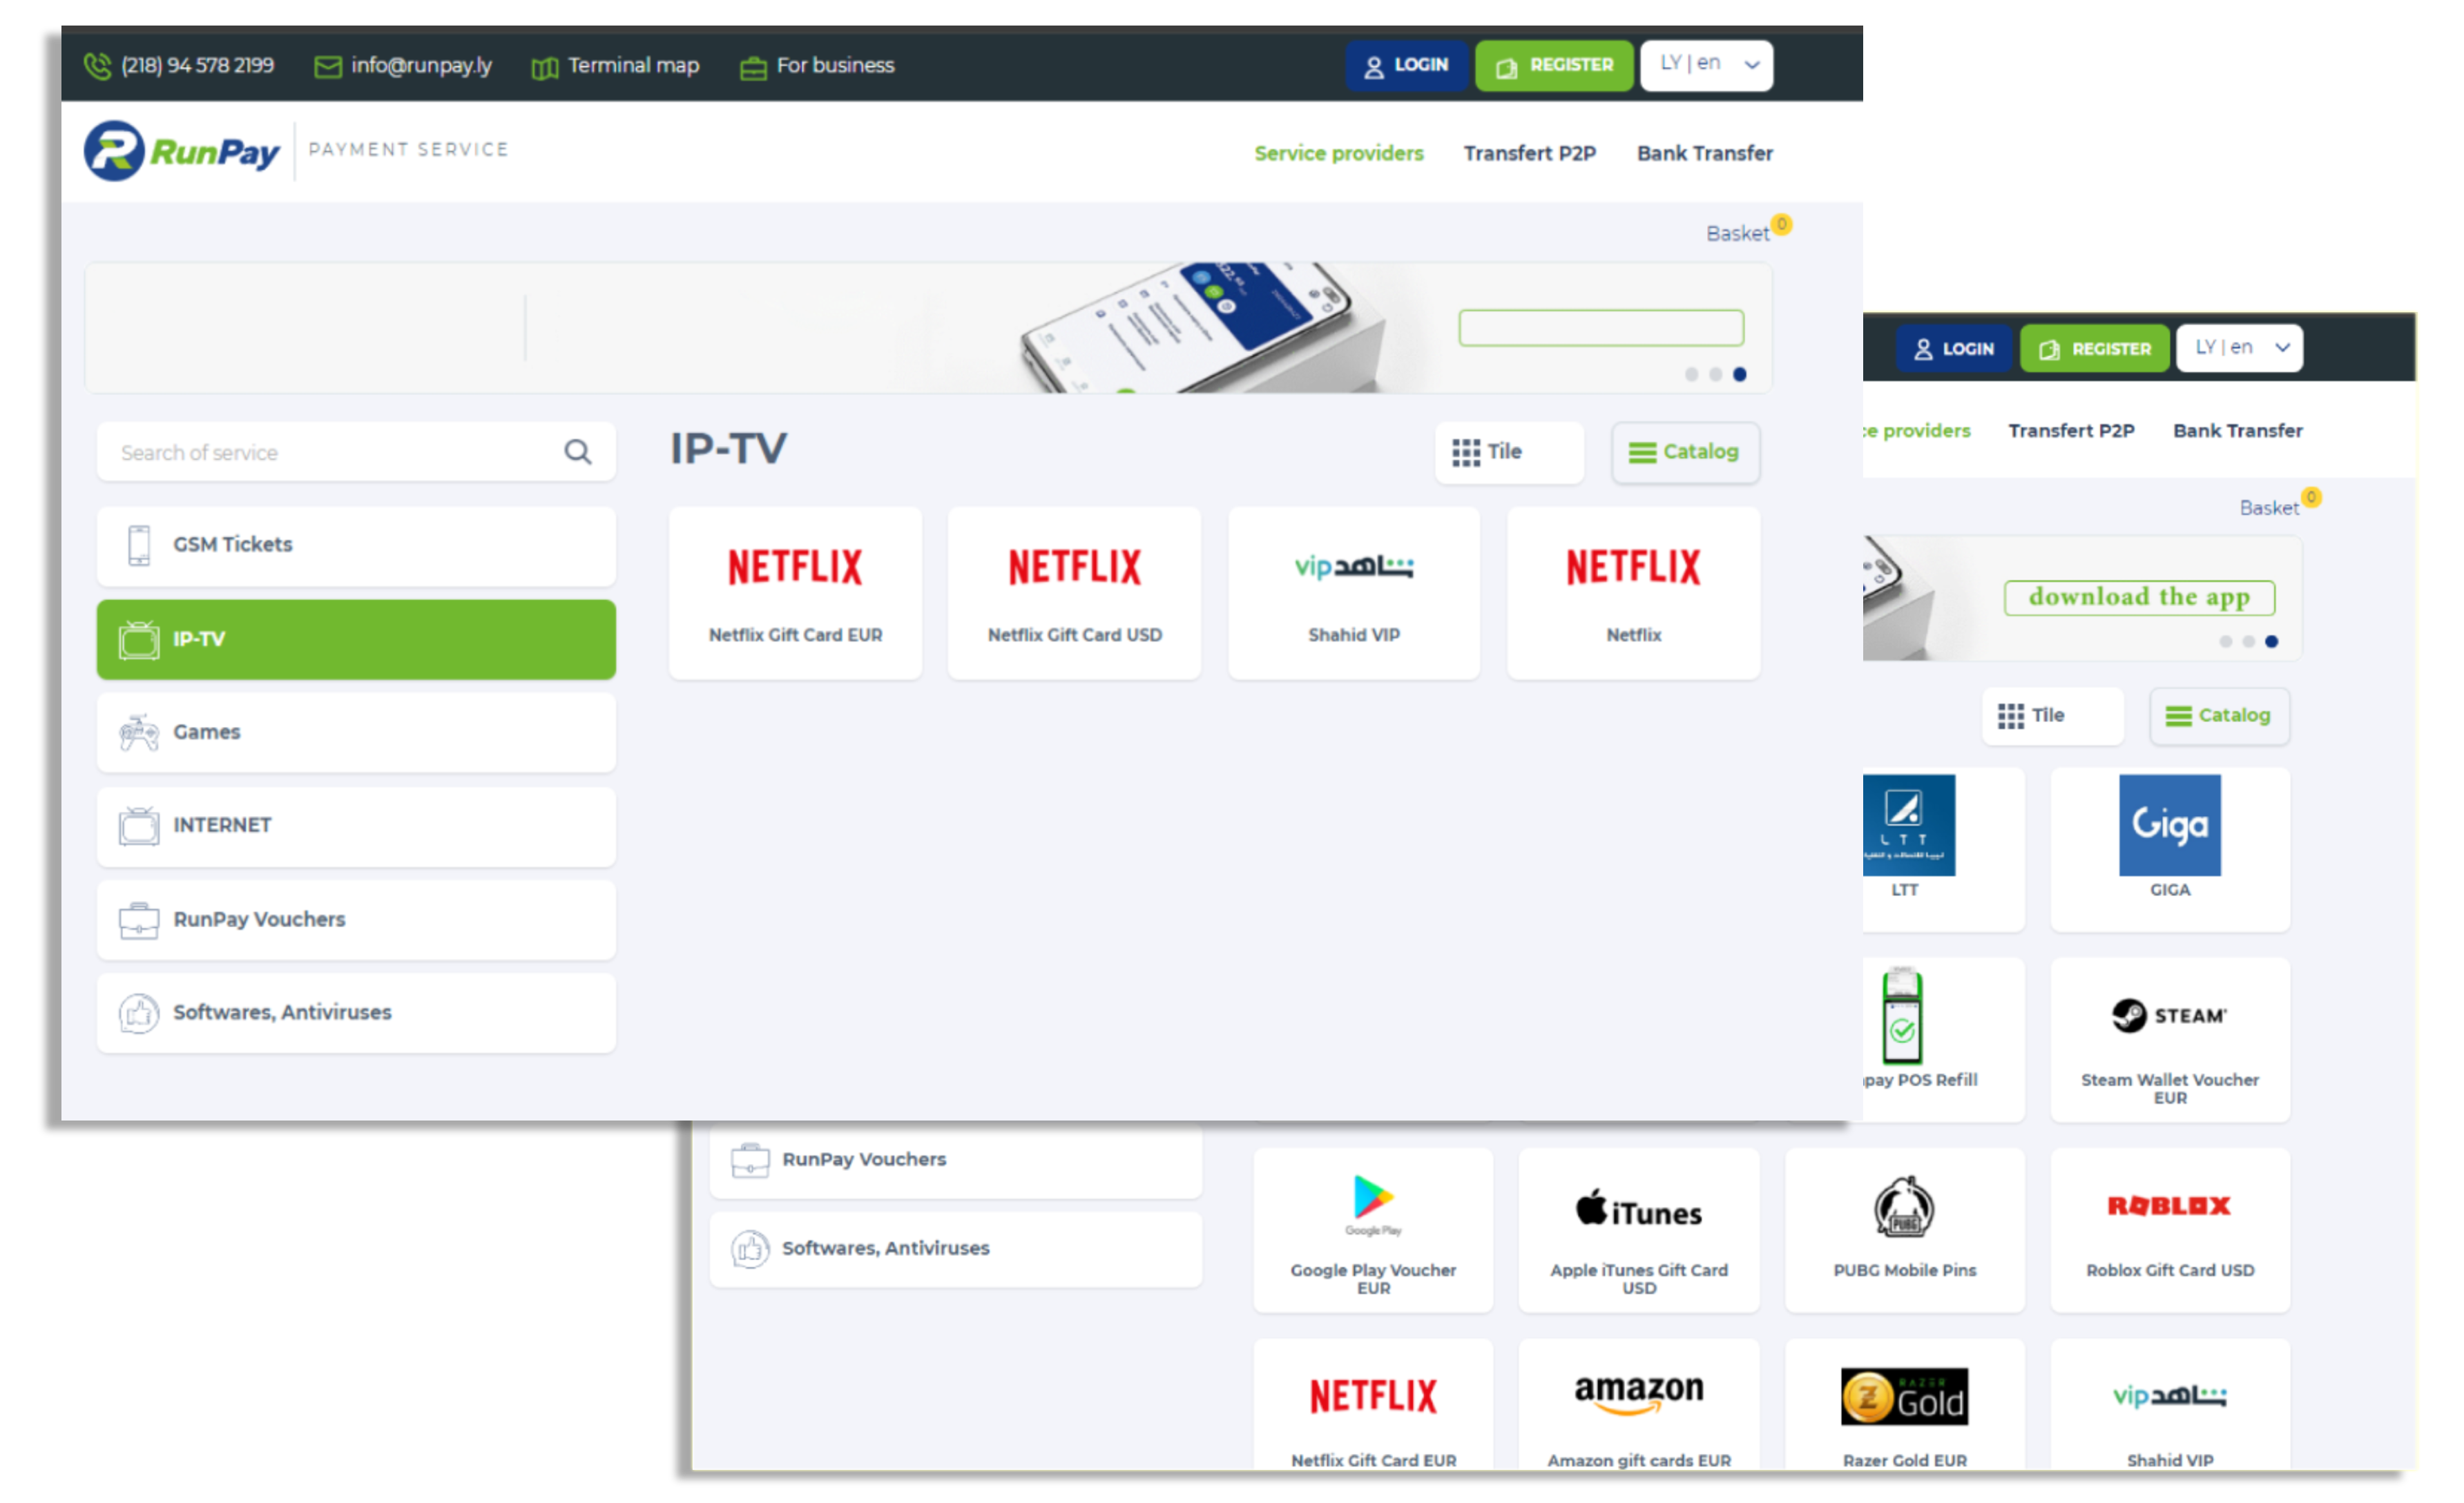 (218) 94 578 2199
info@runpay.ly
Terminal map
For business
LOGIN
REGISTER
LY | en
RunPay
PAYMENT SERVICE
Service providers
Transfert P2P
Bank Transfer
Basket
0
Search of service
IP-TV
Tile
Catalog
GSM Tickets
IP-TV
Games
INTERNET
RunPay Vouchers
Softwares, Antiviruses
NETFLIX
Netflix Gift Card EUR
NETFLIX
Netflix Gift Card USD
vip شاهد
Shahid VIP
NETFLIX
Netflix
LOGIN
REGISTER
LY | en
providers
Transfert P2P
Bank Transfer
Basket
0
download the app
Tile
Catalog
LTT
LTT
Giga
GIGA
POS Refill
STEAM
Steam Wallet Voucher
EUR
RunPay Vouchers
Softwares, Antiviruses
Google Play
Google Play Voucher
EUR
iTunes
Apple iTunes Gift Card
USD
PUBG
PUBG Mobile Pins
ROBLOX
Roblox Gift Card USD
NETFLIX
Netflix Gift Card EUR
amazon
Amazon gift cards EUR
RAZER
Gold
Razer Gold EUR
vip شاهد
Shahid VIP